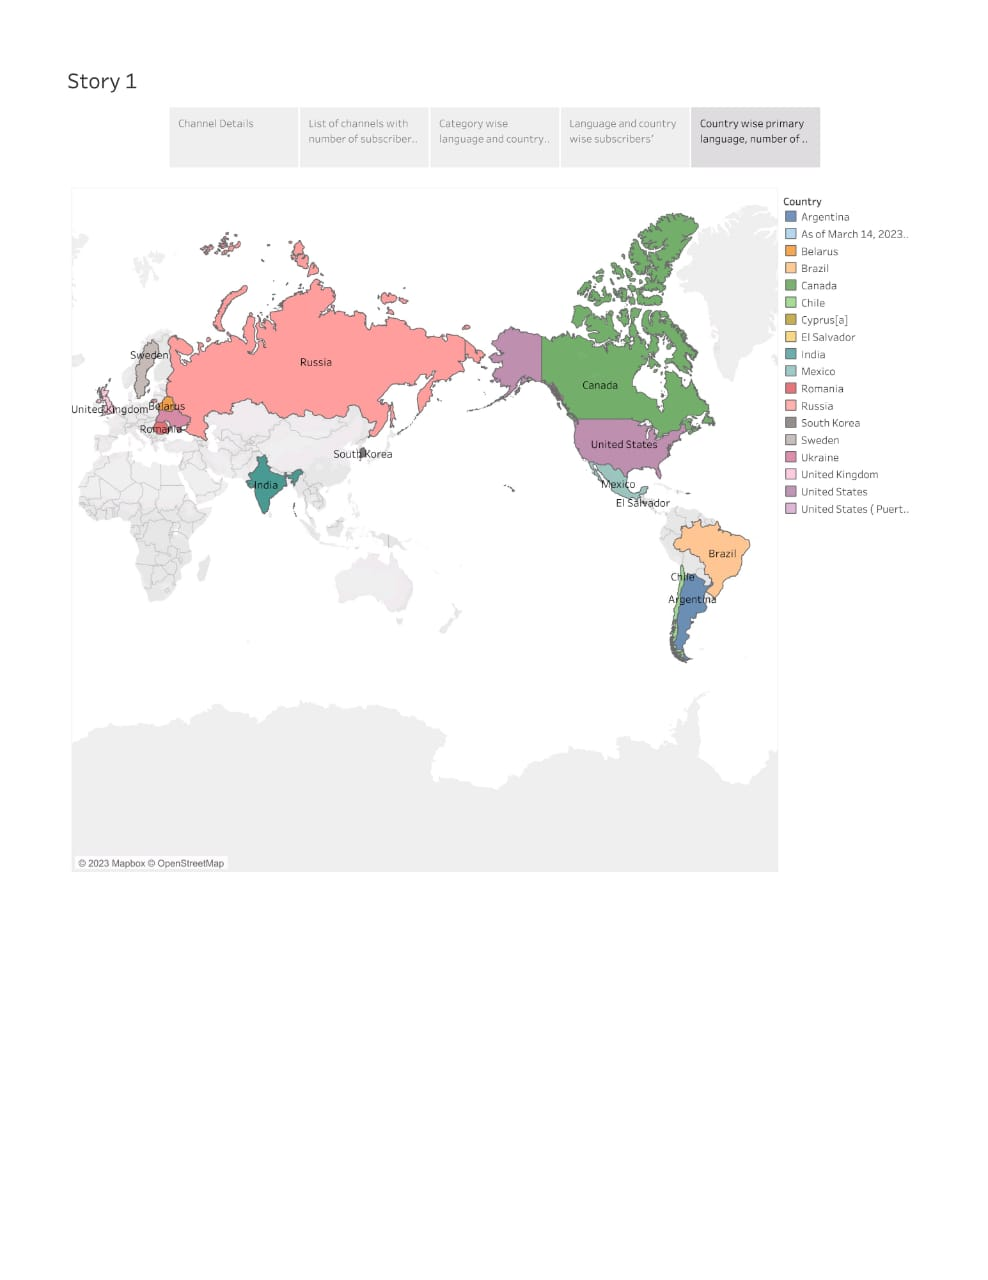 Story 1
Channel Details
List of channels with
number of subscriber..
Category wise
language and country..
Language and country
wise subscribers'
Country wise primary
language, number of ..
Country
Argentina
As of March 14, 2023..
Belarus
Brazil
Canada
Chile
Cyprus[a]
El Salvador
India
Mexico
Romania
Russia
South Korea
Sweden
Ukraine
United Kingdom
United States
United States ( Puert..
Sweden
Russia
Canada
United Kingdom
Belarus
Romania
South Korea
United States
India
Mexico
El Salvador
Brazil
Chile
Argentina
© 2023 Mapbox © OpenStreetMap